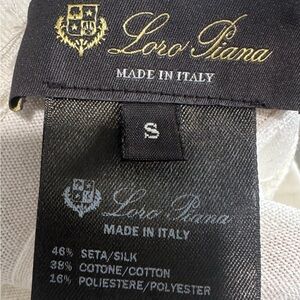 Loro Piana
MADE IN ITALY
S
Loro Piana
MADE IN ITALY
46% SETA/SILK
38% COTONE/COTTON
16% POLIESTERE/POLYESTER